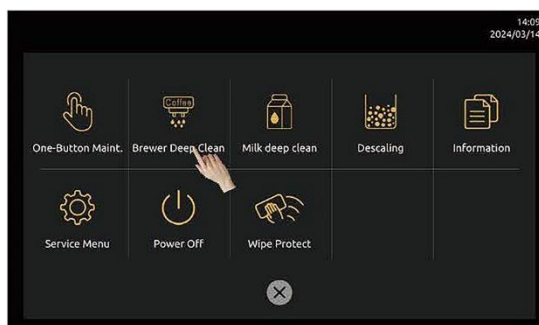 14:09
2024/03/14
Coffee
One-Button Maint.
Brewer Deep Clean
Milk deep clean
Descaling
Information
Service Menu
Power Off
Wipe Protect